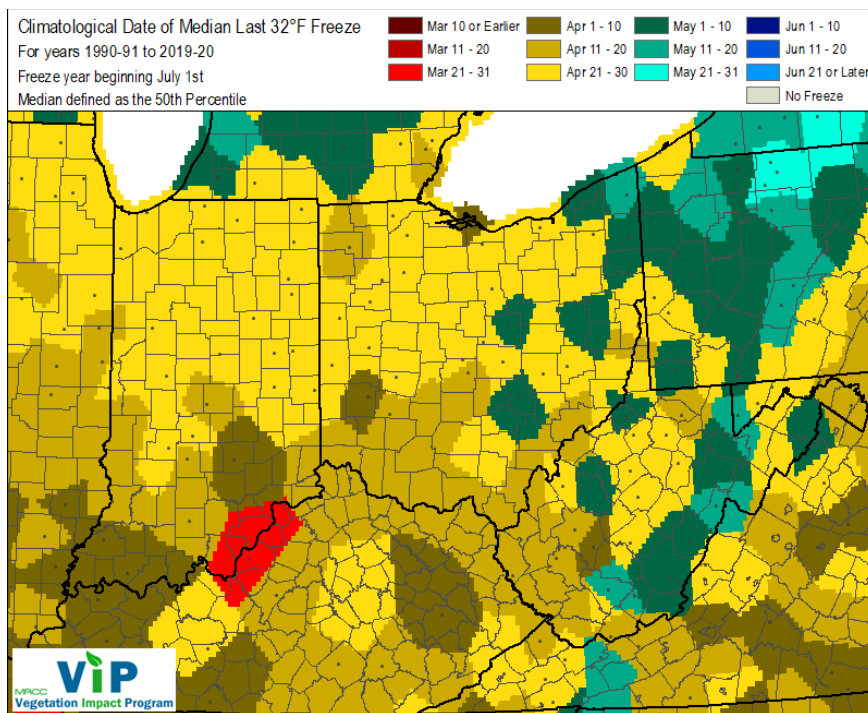 Climatological Date of Median Last 32°F Freeze
For years 1990-91 to 2019-20
Freeze year beginning July 1st
Median defined as the 50th Percentile
Mar 10 or Earlier
Mar 11 - 20
Mar 21 - 31
Apr 1 - 10
Apr 11 - 20
Apr 21 - 30
May 1 - 10
May 11 - 20
May 21 - 31
Jun 1 - 10
Jun 11 - 20
Jun 21 or Later
No Freeze
MRCC
ViP
Vegetation Impact Program